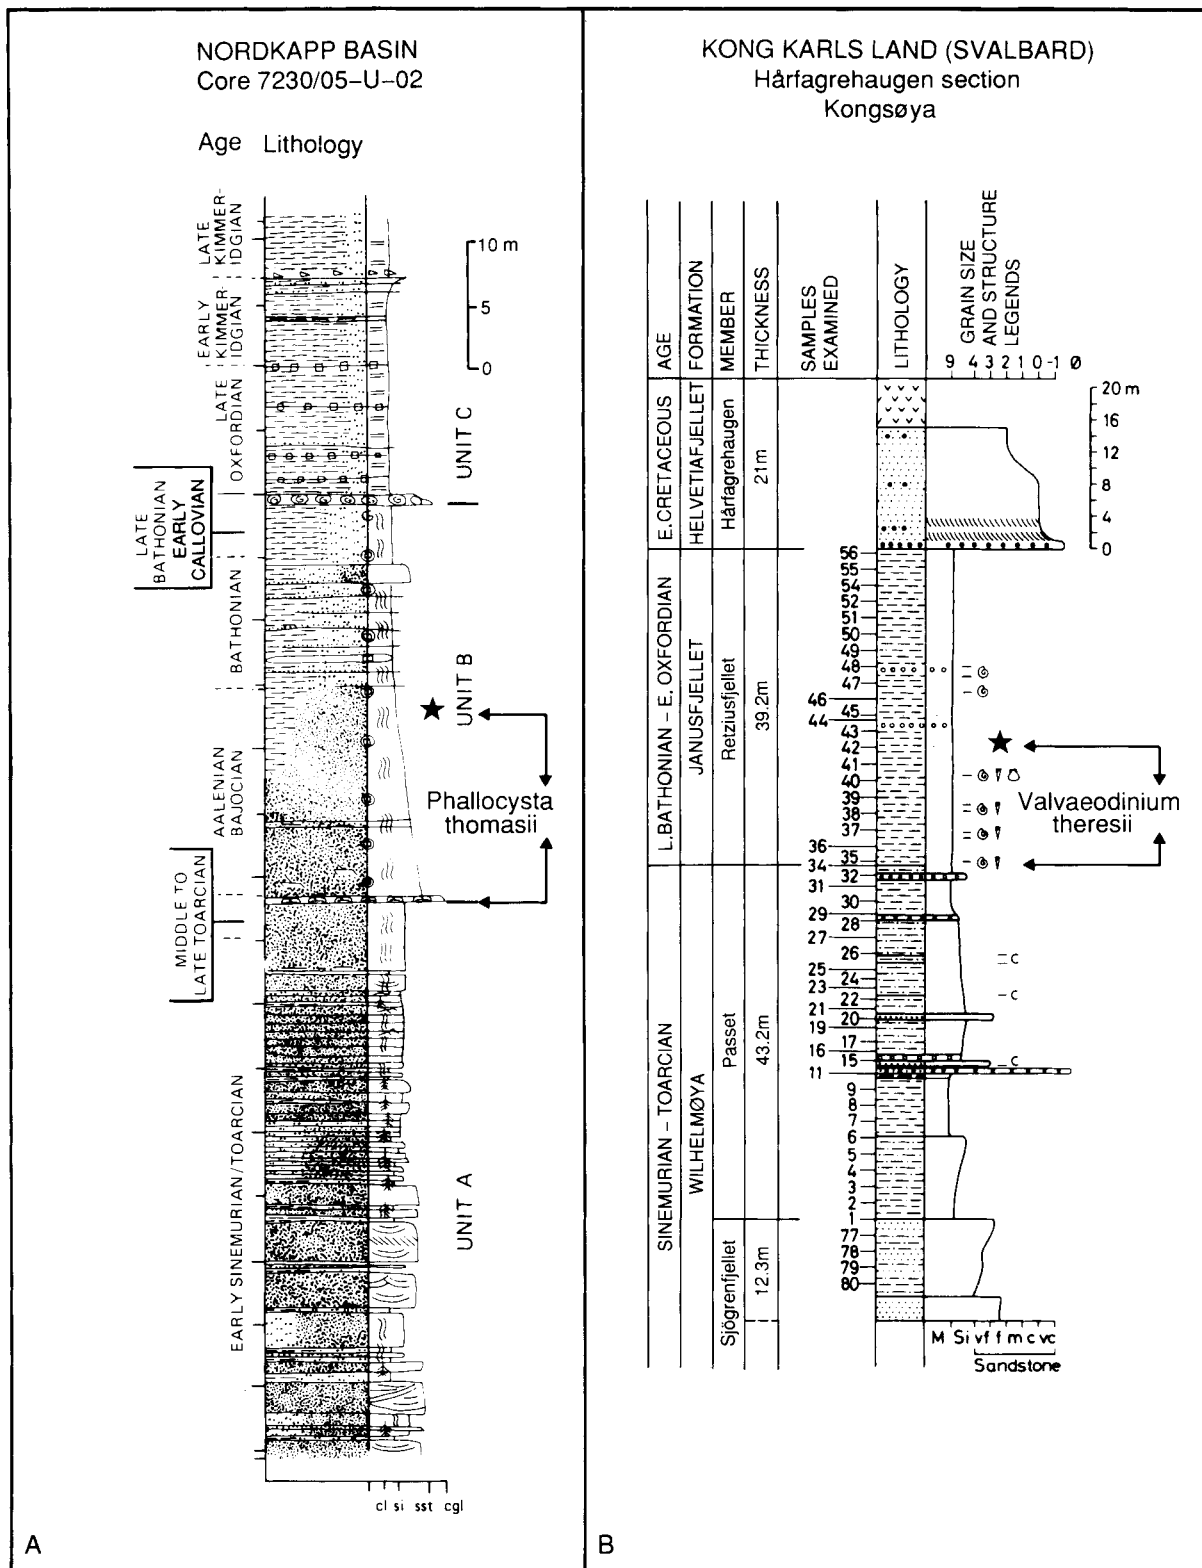 NORDKAPP BASIN
Core 7230/05-U-02
Age Lithology
LATE
KIMMER-
IDGIAN
EARLY
KIMMER-
IDGIAN
LATE
OXFORDIAN
LATE
BATHONIAN
EARLY
CALLOVIAN
BATHONIAN
AALENIAN
BAJOCIAN
MIDDLE TO
LATE TOARCIAN
EARLY SINEMURIAN/TOARCIAN
10 m
5
0
UNIT C
UNIT B
UNIT A
Phallocysta
thomasii
cl si sst cgl
A
KONG KARLS LAND (SVALBARD)
Hårfagrehaugen section
Kongsøya
AGE
FORMATION
MEMBER
THICKNESS
SAMPLES
EXAMINED
LITHOLOGY
GRAIN SIZE
AND STRUCTURE
LEGENDS
9 4 3 2 1 0 -1 Ø
E.CRETACEOUS
HELVETIAFJELLET
Hårfagrehaugen
21m
20 m
16
12
8
4
0
L.BATHONIAN - E. OXFORDIAN
JANUSFJELLET
Retziusfjellet
39.2m
56
55
54
52
51
50
49
48
47
46
45
44
43
42
41
40
39
38
37
36
35
34
Valvaeodinium
theresii
SINEMURIAN - TOARCIAN
WILHELMØYA
Passet
43.2m
32
31
30
29
28
27
26
C
25
24
23
22
C
21
20
19
17
16
15
C
11
9
8
7
6
5
4
3
2
1
Sjögrenfjellet
12.3m
77
78
79
80
M Si vf f m c vc
Sandstone
B